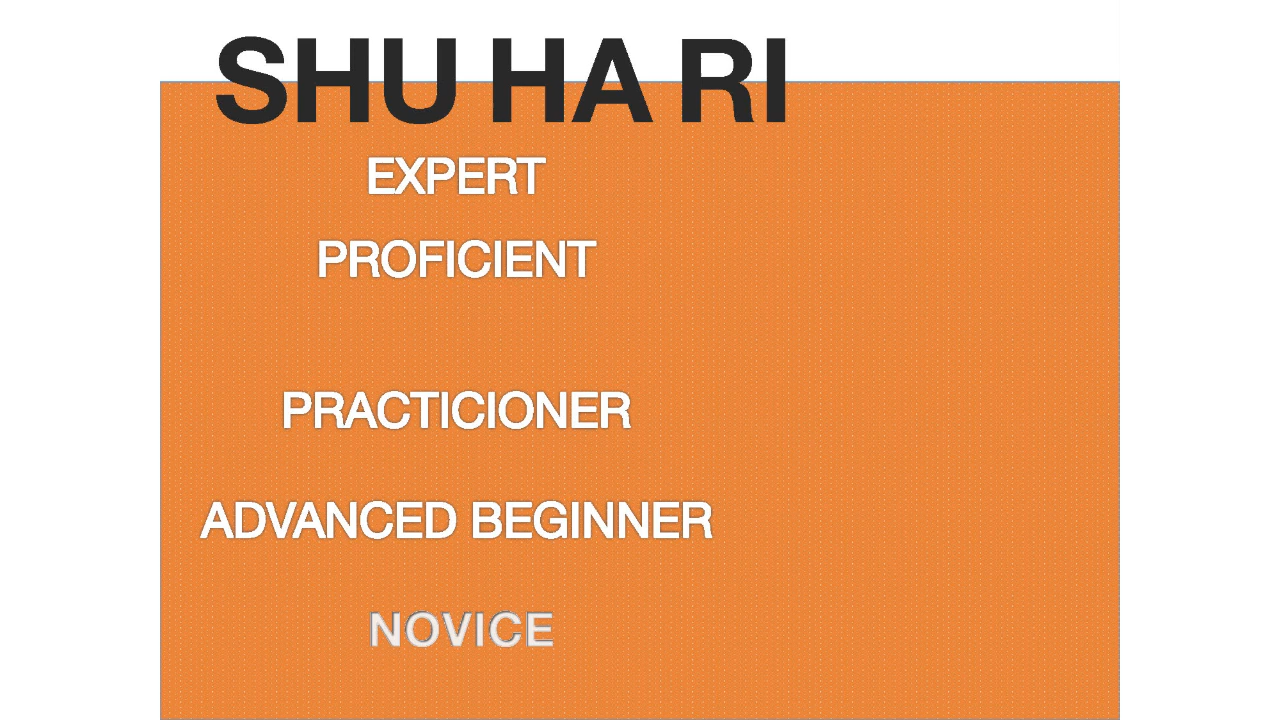 SHU HA RI
EXPERT
PROFICIENT
PRACTICIONER
ADVANCED BEGINNER
NOVICE